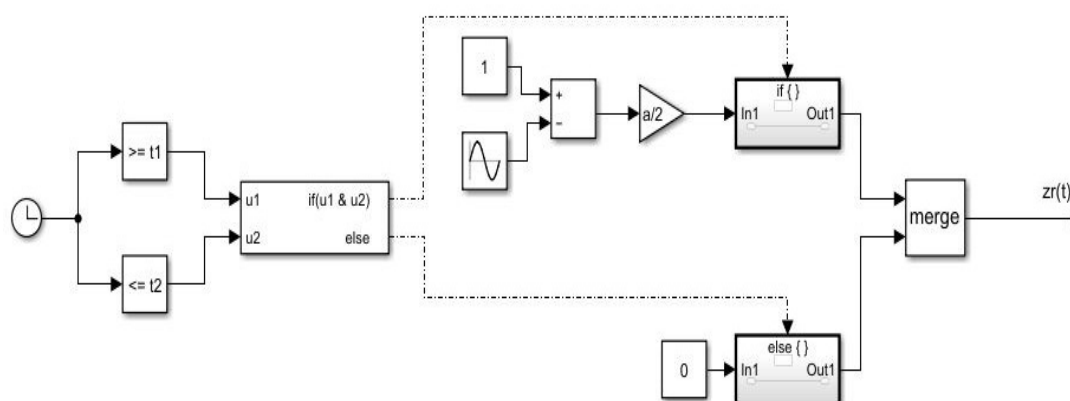 >= t1
<= t2
u1 if(u1 & u2)
u2 else
1
+
−
a/2
if { }
In1 Out1
else { }
In1 Out1
0
merge
zr(t)